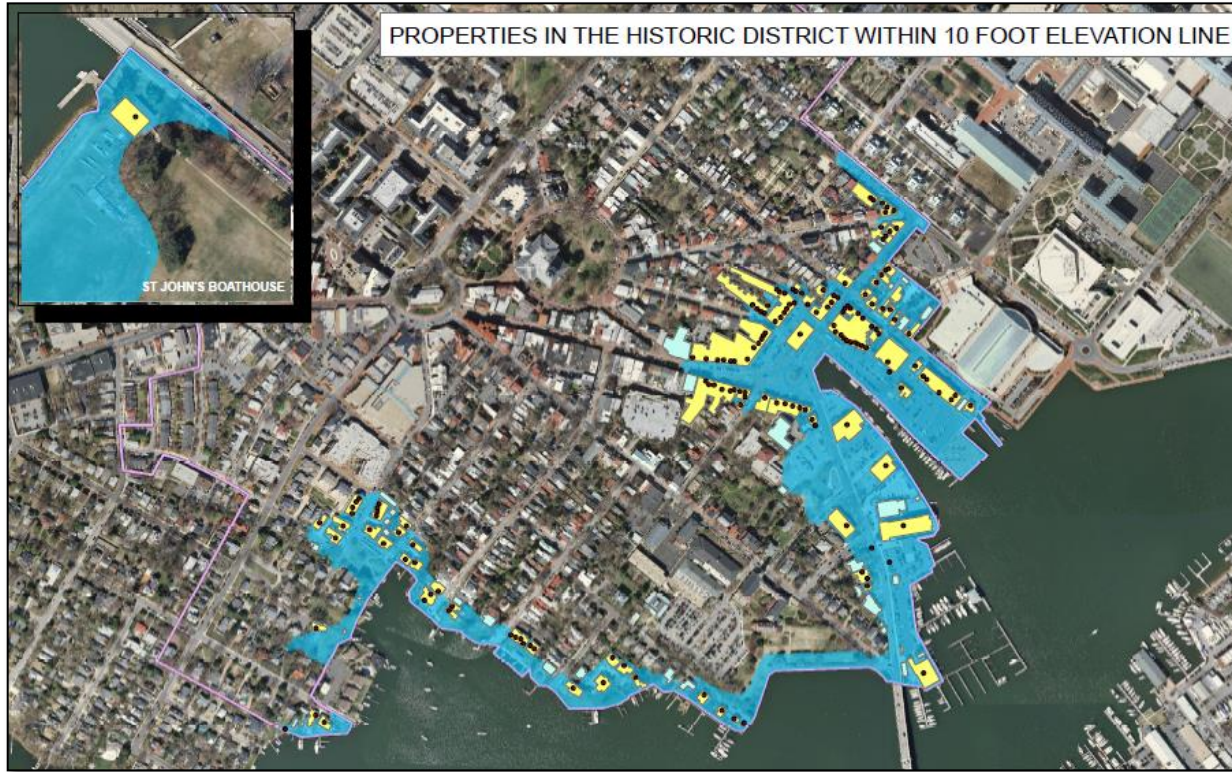 PROPERTIES IN THE HISTORIC DISTRICT WITHIN 10 FOOT ELEVATION LINE
ST JOHN'S BOATHOUSE